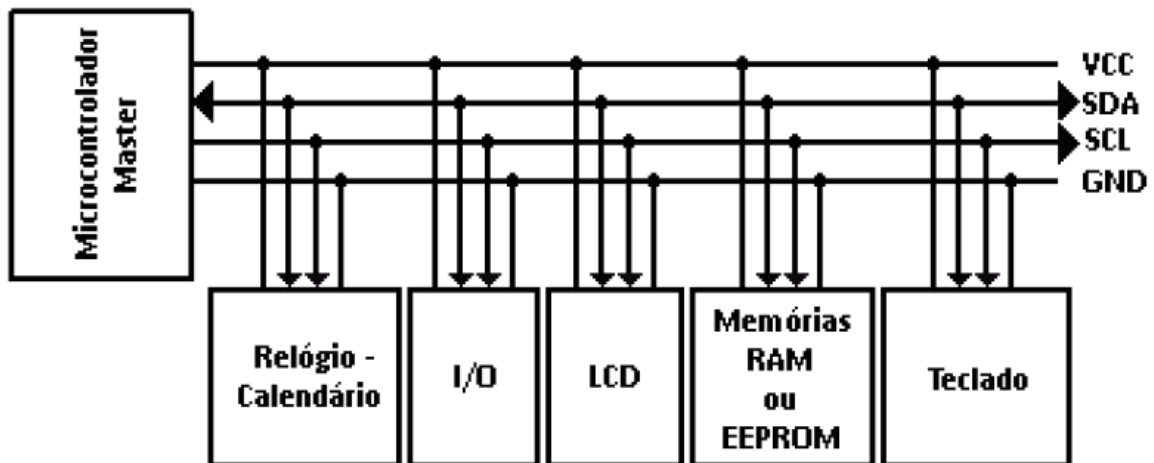 Microcontrolador
Master
VCC
SDA
SCL
GND
Relógio -
Calendário
I/O
LCD
Memórias
RAM
ou
EEPROM
Teclado